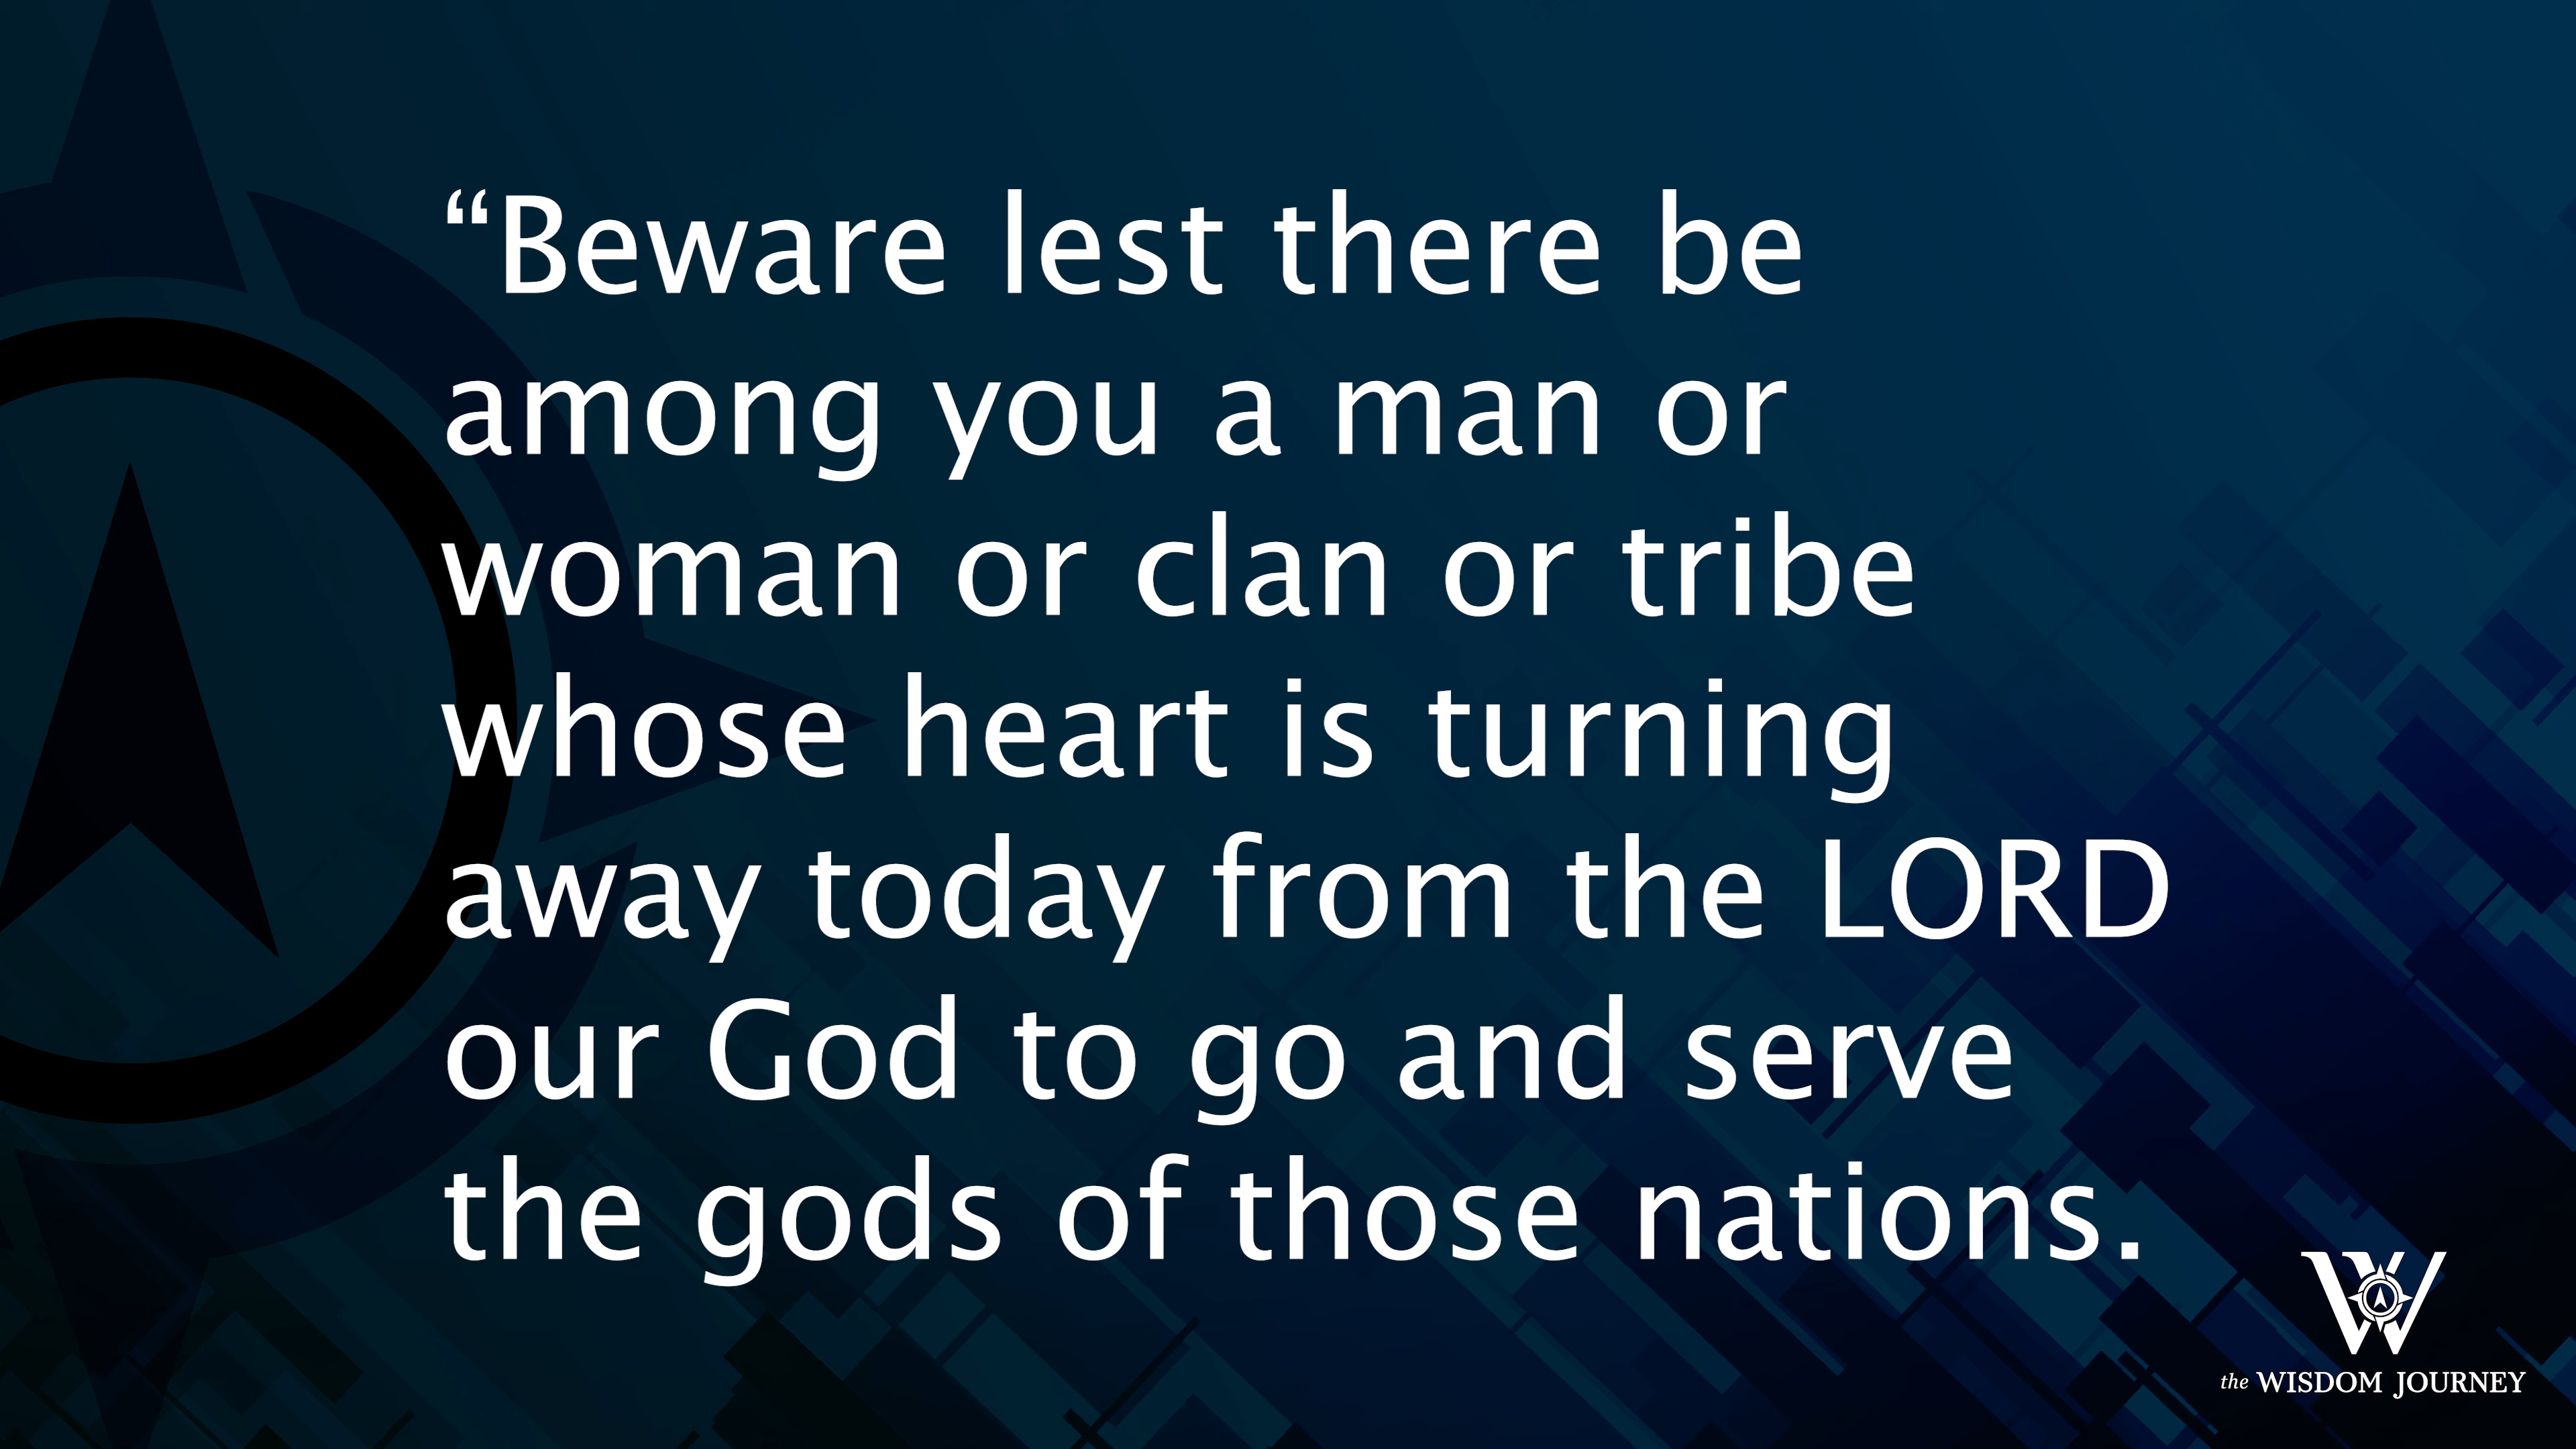 “Beware lest there be
among you a man or
woman or clan or tribe
whose heart is turning
away today from the LORD
our God to go and serve
the gods of those nations.
W
the WISDOM JOURNEY